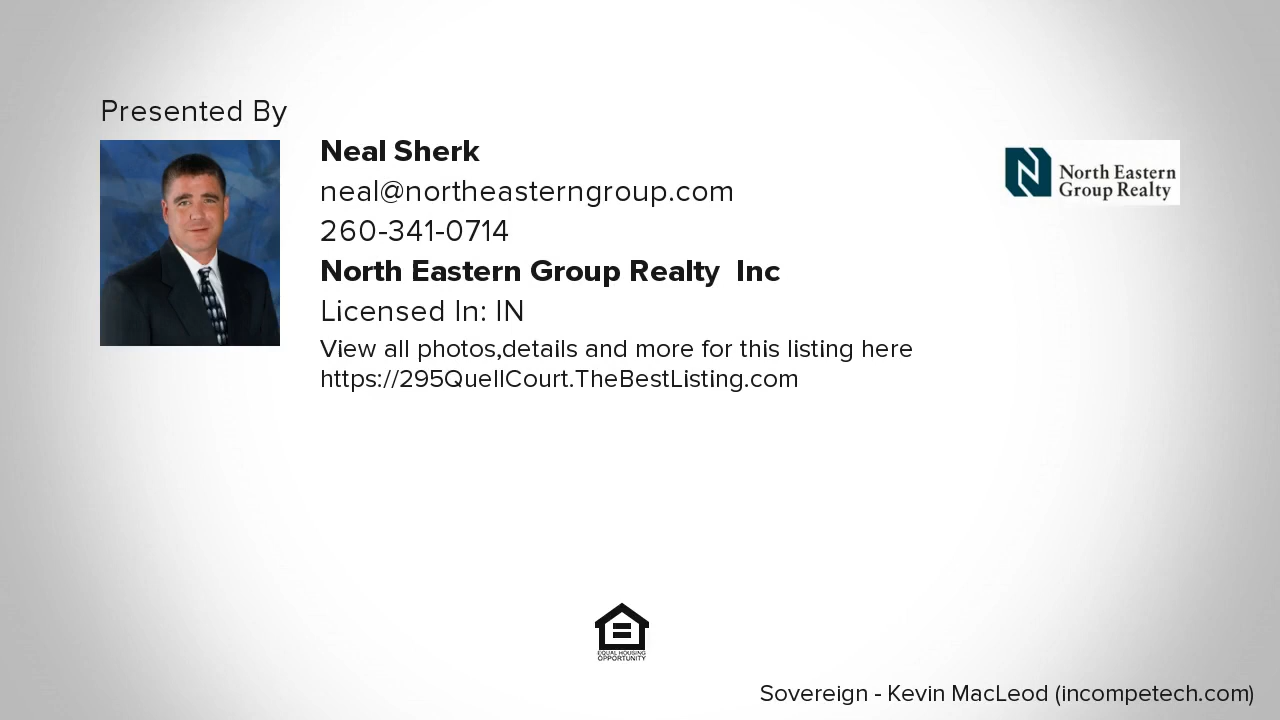 Presented By
Neal Sherk
neal@northeasterngroup.com
260-341-0714
North Eastern Group Realty  Inc
Licensed In: IN
View all photos,details and more for this listing here
https://295QuellCourt.TheBestListing.com
North Eastern
Group Realty
EQUAL HOUSING
OPPORTUNITY
Sovereign - Kevin MacLeod (incompetech.com)